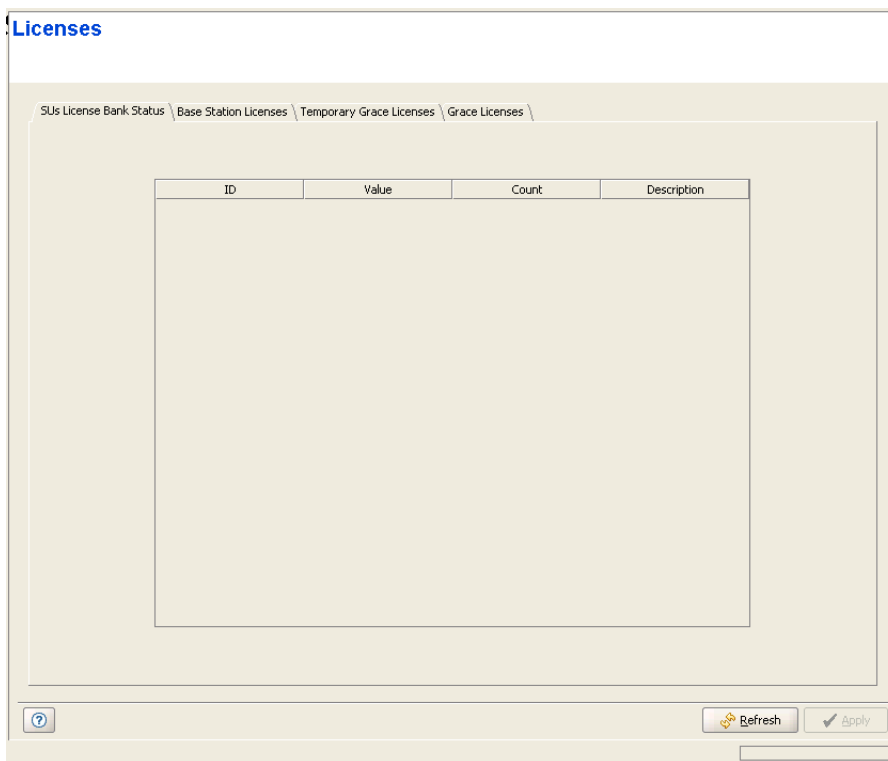 Licenses
SUs License Bank Status Base Station Licenses Temporary Grace Licenses Grace Licenses
ID Value Count Description
? Refresh Apply